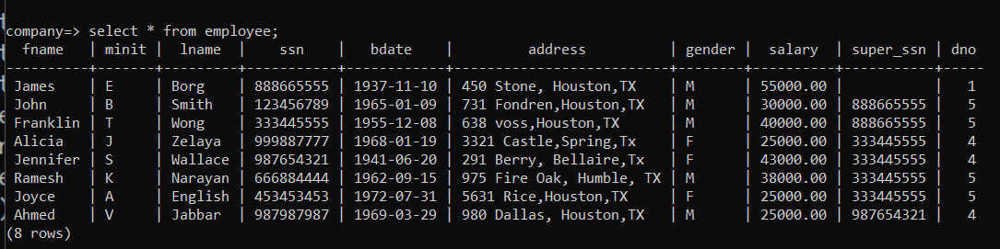 company=> select * from employee;
  fname   | minit |  lname  |    ssn    |   bdate    |         address         | gender |  salary  | super_ssn | dno
----------+-------+---------+-----------+------------+-------------------------+--------+----------+-----------+-----
 James    | E     | Borg    | 888665555 | 1937-11-10 | 450 Stone, Houston,TX   | M      | 55000.00 |           |   1
 John     | B     | Smith   | 123456789 | 1965-01-09 | 731 Fondren,Houston,TX  | M      | 30000.00 | 888665555 |   5
 Franklin | T     | Wong    | 333445555 | 1955-12-08 | 638 voss,Houston,TX     | M      | 40000.00 | 888665555 |   5
 Alicia   | J     | Zelaya  | 999887777 | 1968-01-19 | 3321 Castle,Spring,Tx   | F      | 25000.00 | 333445555 |   4
 Jennifer | S     | Wallace | 987654321 | 1941-06-20 | 291 Berry, Bellaire,Tx  | F      | 43000.00 | 333445555 |   4
 Ramesh   | K     | Narayan | 666884444 | 1962-09-15 | 975 Fire Oak, Humble, TX | M      | 38000.00 | 333445555 |   5
 Joyce    | A     | English | 453453453 | 1972-07-31 | 5631 Rice,Houston,TX    | F      | 25000.00 | 333445555 |   5
 Ahmed    | V     | Jabbar  | 987987987 | 1969-03-29 | 980 Dallas, Houston,TX  | M      | 25000.00 | 987654321 |   4
(8 rows)